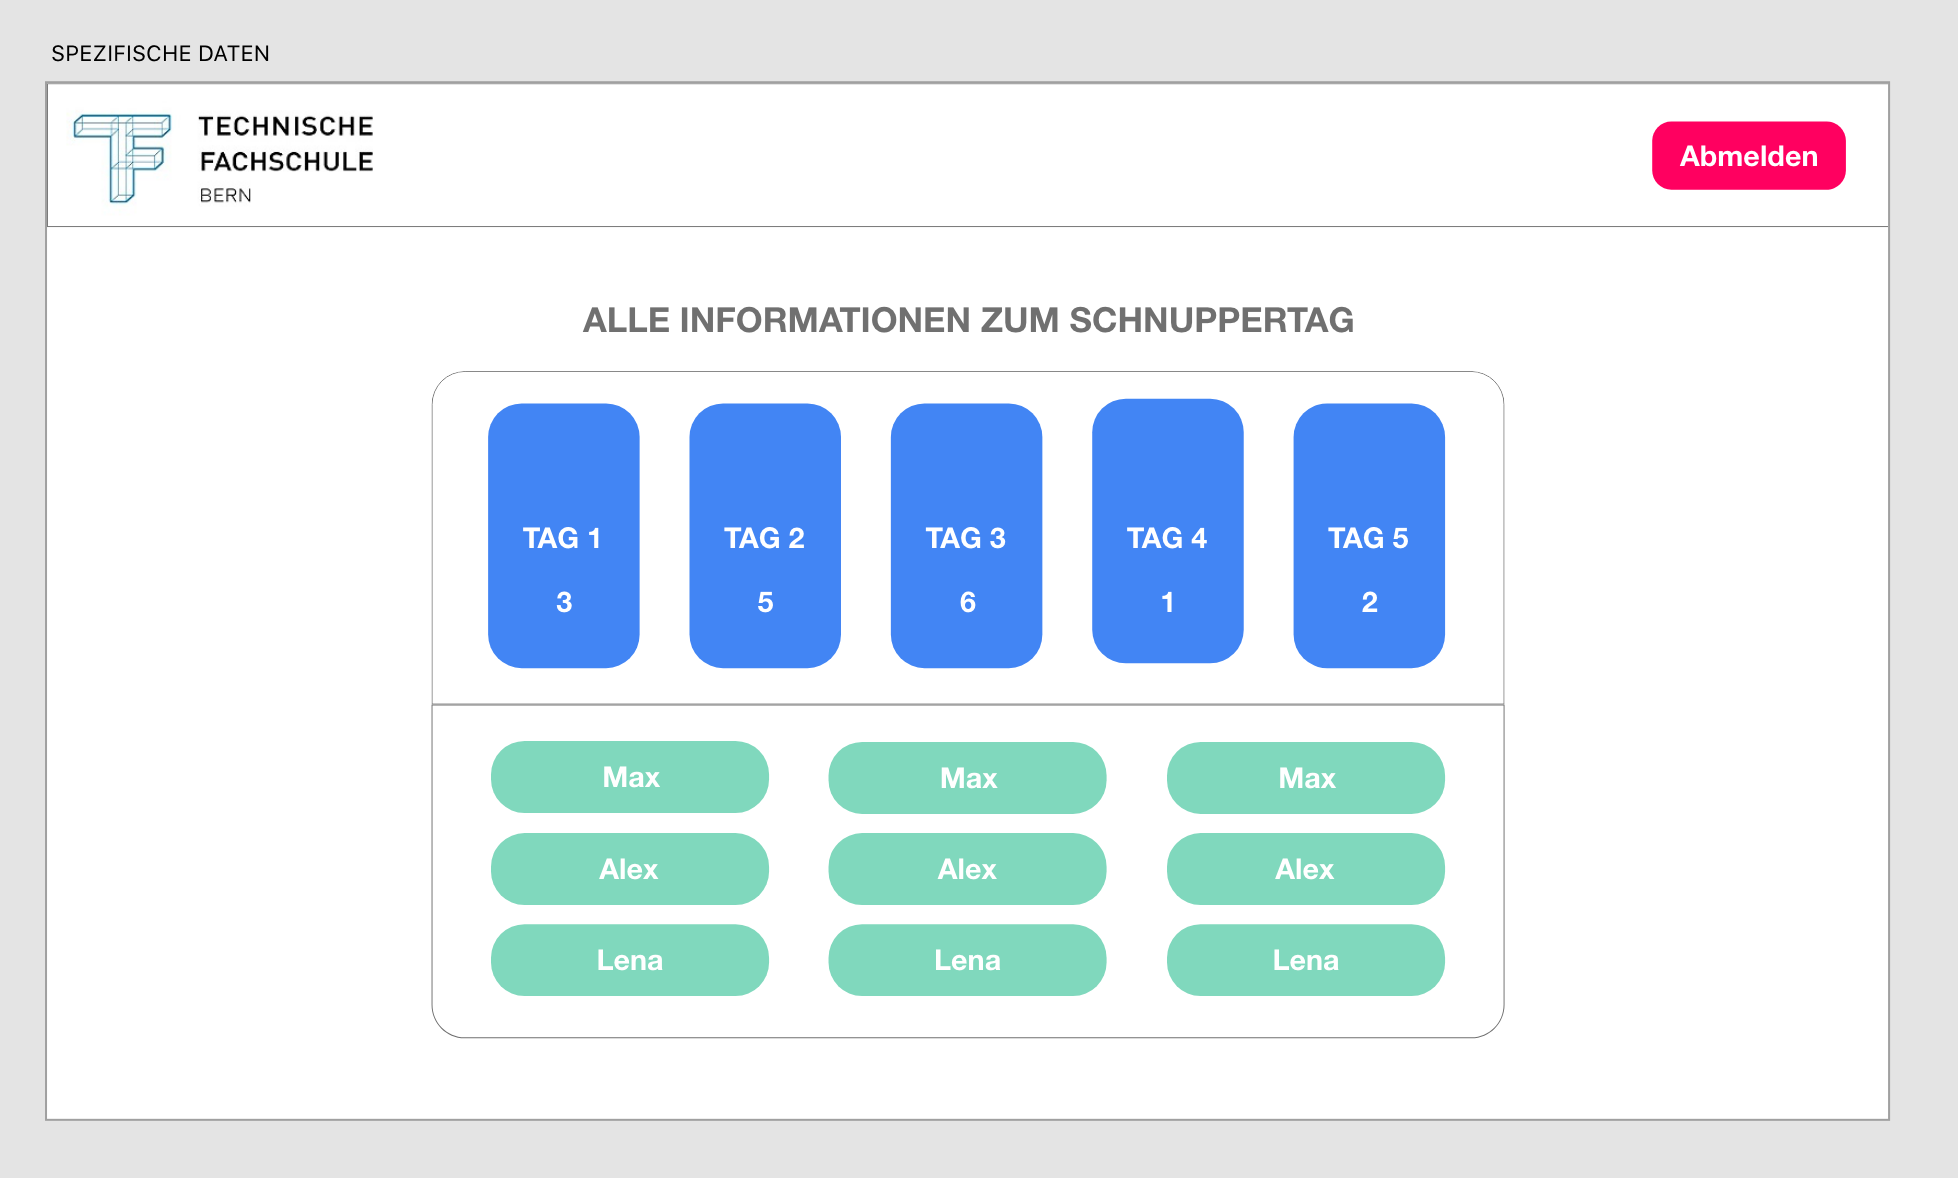 SPEZIFISCHE DATEN
TECHNISCHE
FACHSCHULE
BERN
Abmelden
ALLE INFORMATIONEN ZUM SCHNUPPERTAG
TAG 1
3
TAG 2
5
TAG 3
6
TAG 4
1
TAG 5
2
Max
Max
Max
Alex
Alex
Alex
Lena
Lena
Lena